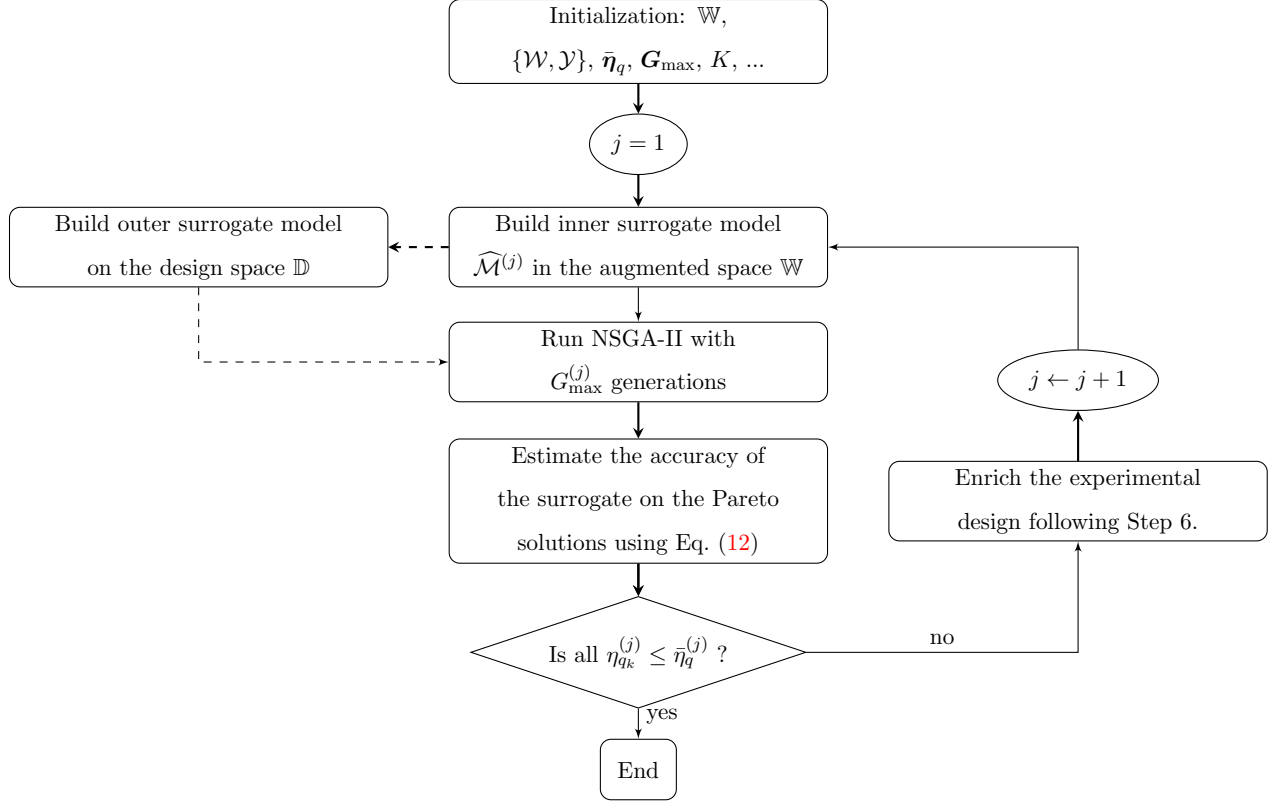 Initialization: 𝕎,
{𝒲, 𝒴}, η̄_q, G_max, K, ...
j = 1
Build outer surrogate model
on the design space 𝔻
Build inner surrogate model
ℳ̂^(j) in the augmented space 𝕎
Run NSGA-II with
G_max^(j) generations
j ← j + 1
Estimate the accuracy of
the surrogate on the Pareto
solutions using Eq. (12)
Enrich the experimental
design following Step 6.
Is all η_{q_k}^(j) ≤ η̄_q^(j) ?
no
yes
End